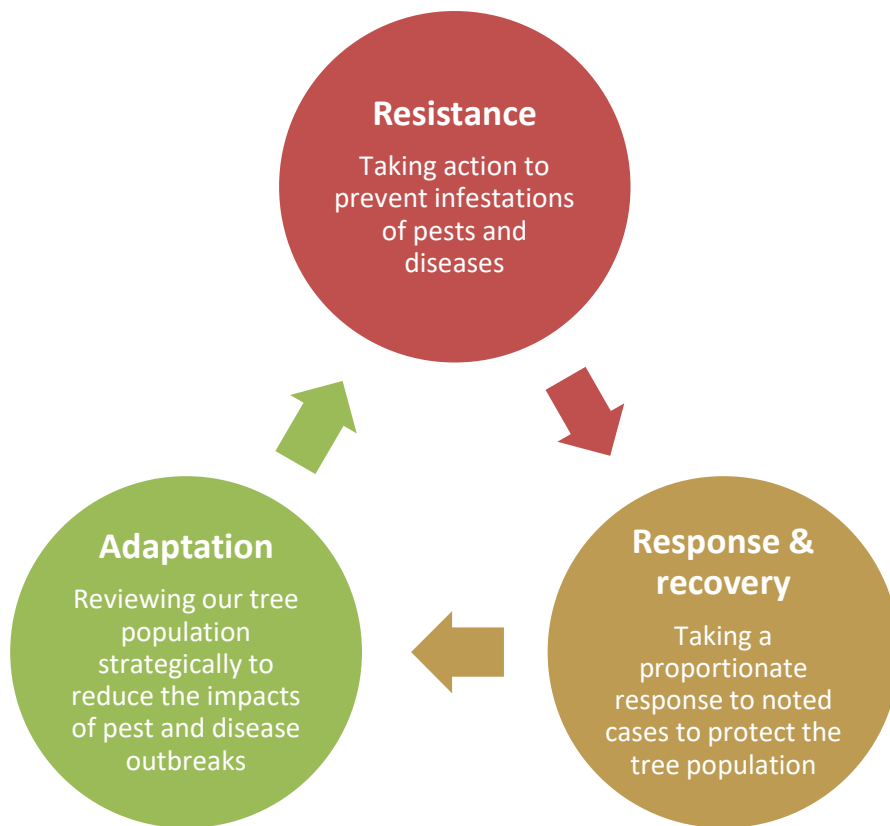 Resistance
Taking action to
prevent infestations
of pests and
diseases
Adaptation
Reviewing our tree
population
strategically to
reduce the impacts
of pest and disease
outbreaks
Response &
recovery
Taking a
proportionate
response to noted
cases to protect the
tree population